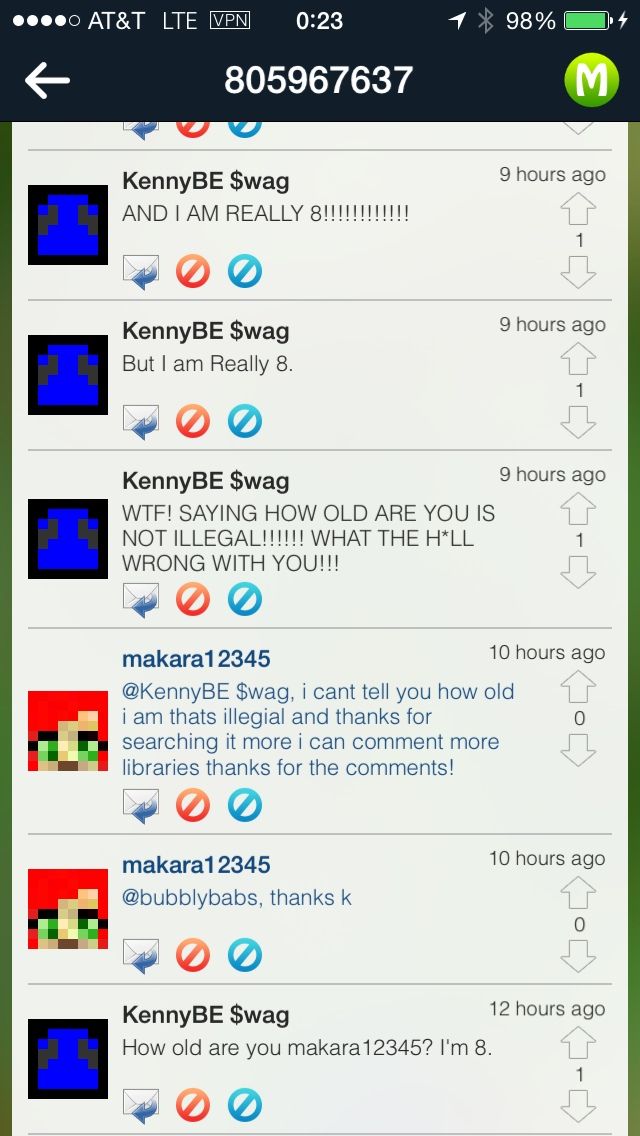 AT&T LTE VPN 0:23 98%
805967637
M
KennyBE $wag 9 hours ago
AND I AM REALLY 8!!!!!!!!!!!!
1
KennyBE $wag 9 hours ago
But I am Really 8.
1
KennyBE $wag 9 hours ago
WTF! SAYING HOW OLD ARE YOU IS
NOT ILLEGAL!!!!!! WHAT THE H*LL
WRONG WITH YOU!!!
1
makara12345 10 hours ago
@KennyBE $wag, i cant tell you how old
i am thats illegial and thanks for
searching it more i can comment more
libraries thanks for the comments!
0
makara12345 10 hours ago
@bubblybabs, thanks k
0
KennyBE $wag 12 hours ago
How old are you makara12345? I'm 8.
1